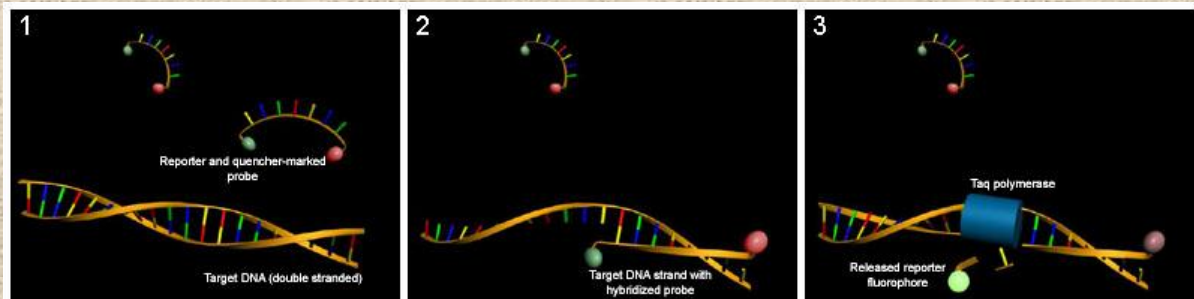 1
Reporter and quencher-marked
probe
Target DNA (double stranded)
2
Target DNA strand with
hybridized probe
3
Taq polymerase
Released reporter
fluorophore